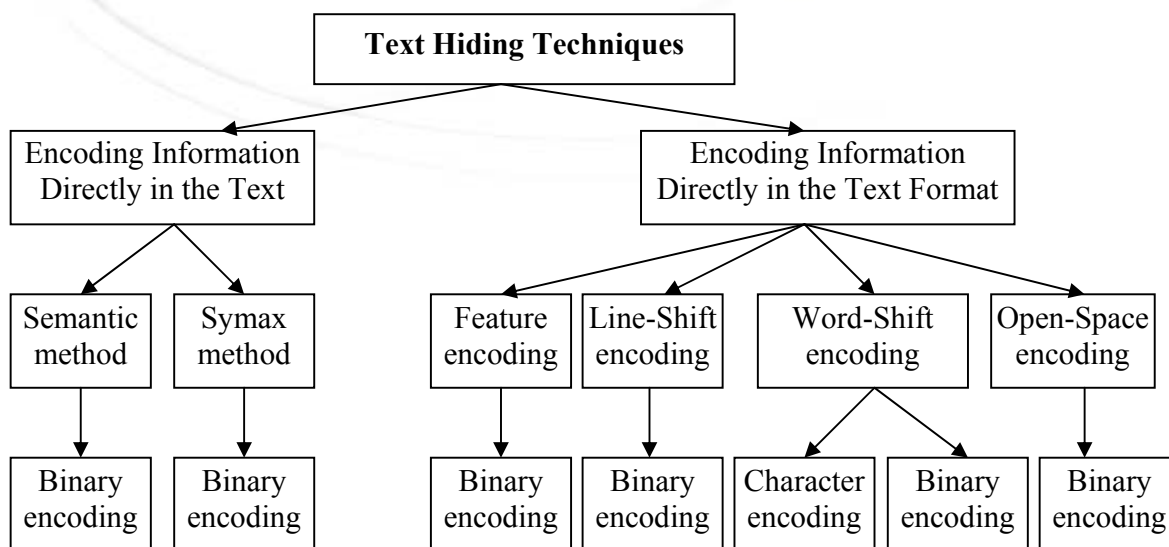 Text Hiding Techniques
Encoding Information
Directly in the Text
Encoding Information
Directly in the Text Format
Semantic
method
Symax
method
Feature
encoding
Line-Shift
encoding
Word-Shift
encoding
Open-Space
encoding
Binary
encoding
Binary
encoding
Binary
encoding
Binary
encoding
Character
encoding
Binary
encoding
Binary
encoding